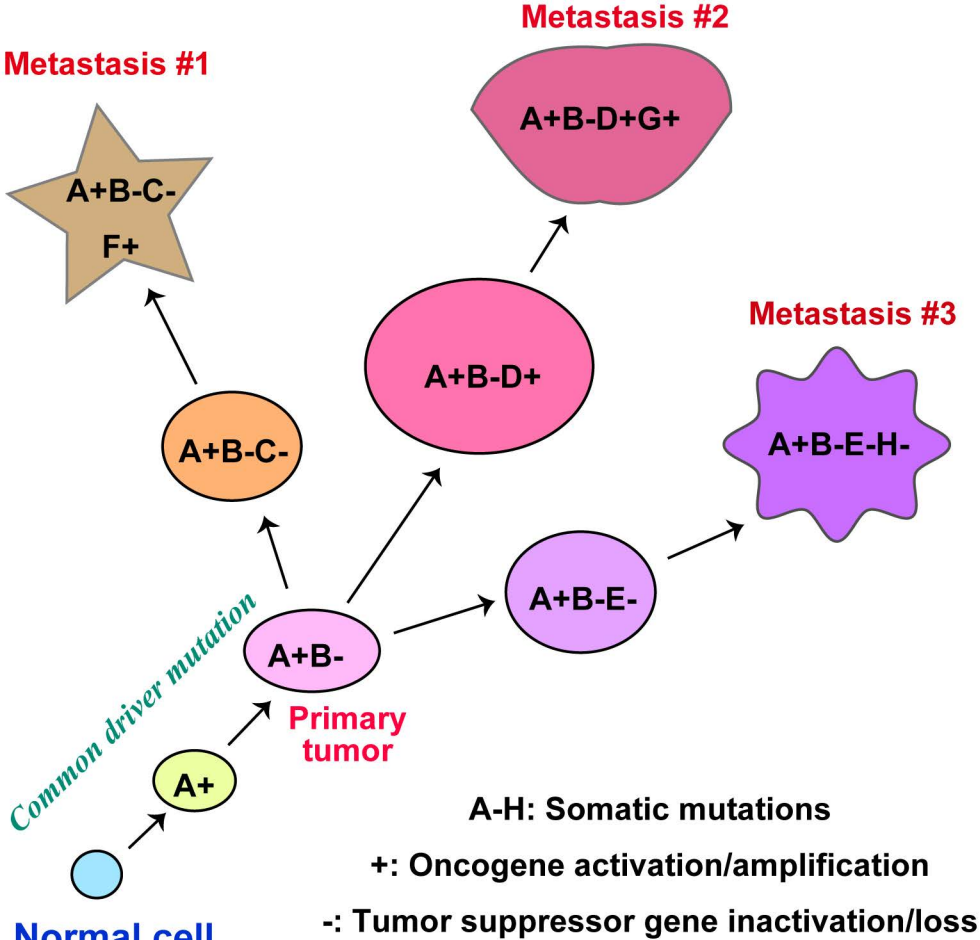 Metastasis #2
Metastasis #1
A+B-D+G+
A+B-C-
F+
Metastasis #3
A+B-D+
A+B-E-H-
A+B-C-
A+B-E-
Common driver mutation
A+B-
Primary
tumor
A+
A-H: Somatic mutations
+: Oncogene activation/amplification
-: Tumor suppressor gene inactivation/loss
Normal cell